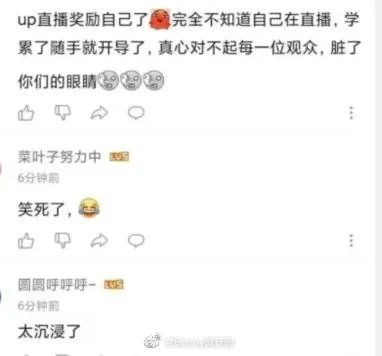 up直播奖励自己了 完全不知道自己在直播，学
累了随手就开导了，真心对不起每一位观众，脏了
你们的眼睛
菜叶子努力中 LV5
6分钟前
笑死了，
圆圆呼呼呼- LV5
6分钟前
太沉浸了